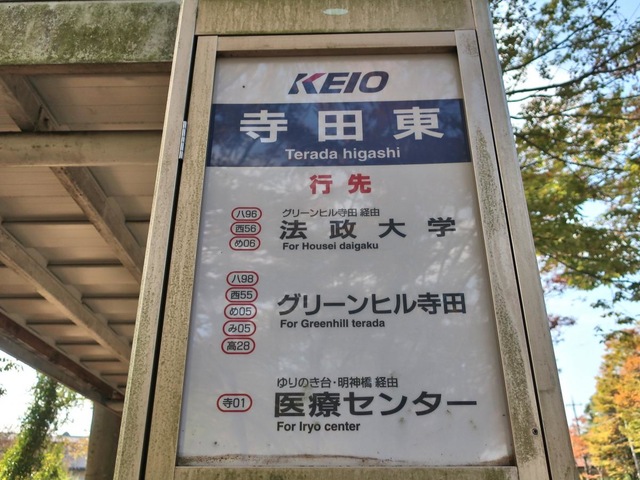 KEIO
寺田東
Terada higashi
行先
八96
西56
め06
グリーンヒル寺田 経由
法政大学
For Housei daigaku
八98
西55
め05
み05
高28
グリーンヒル寺田
For Greenhill terada
寺01
ゆりのき台・明神橋 経由
医療センター
For Iryo center